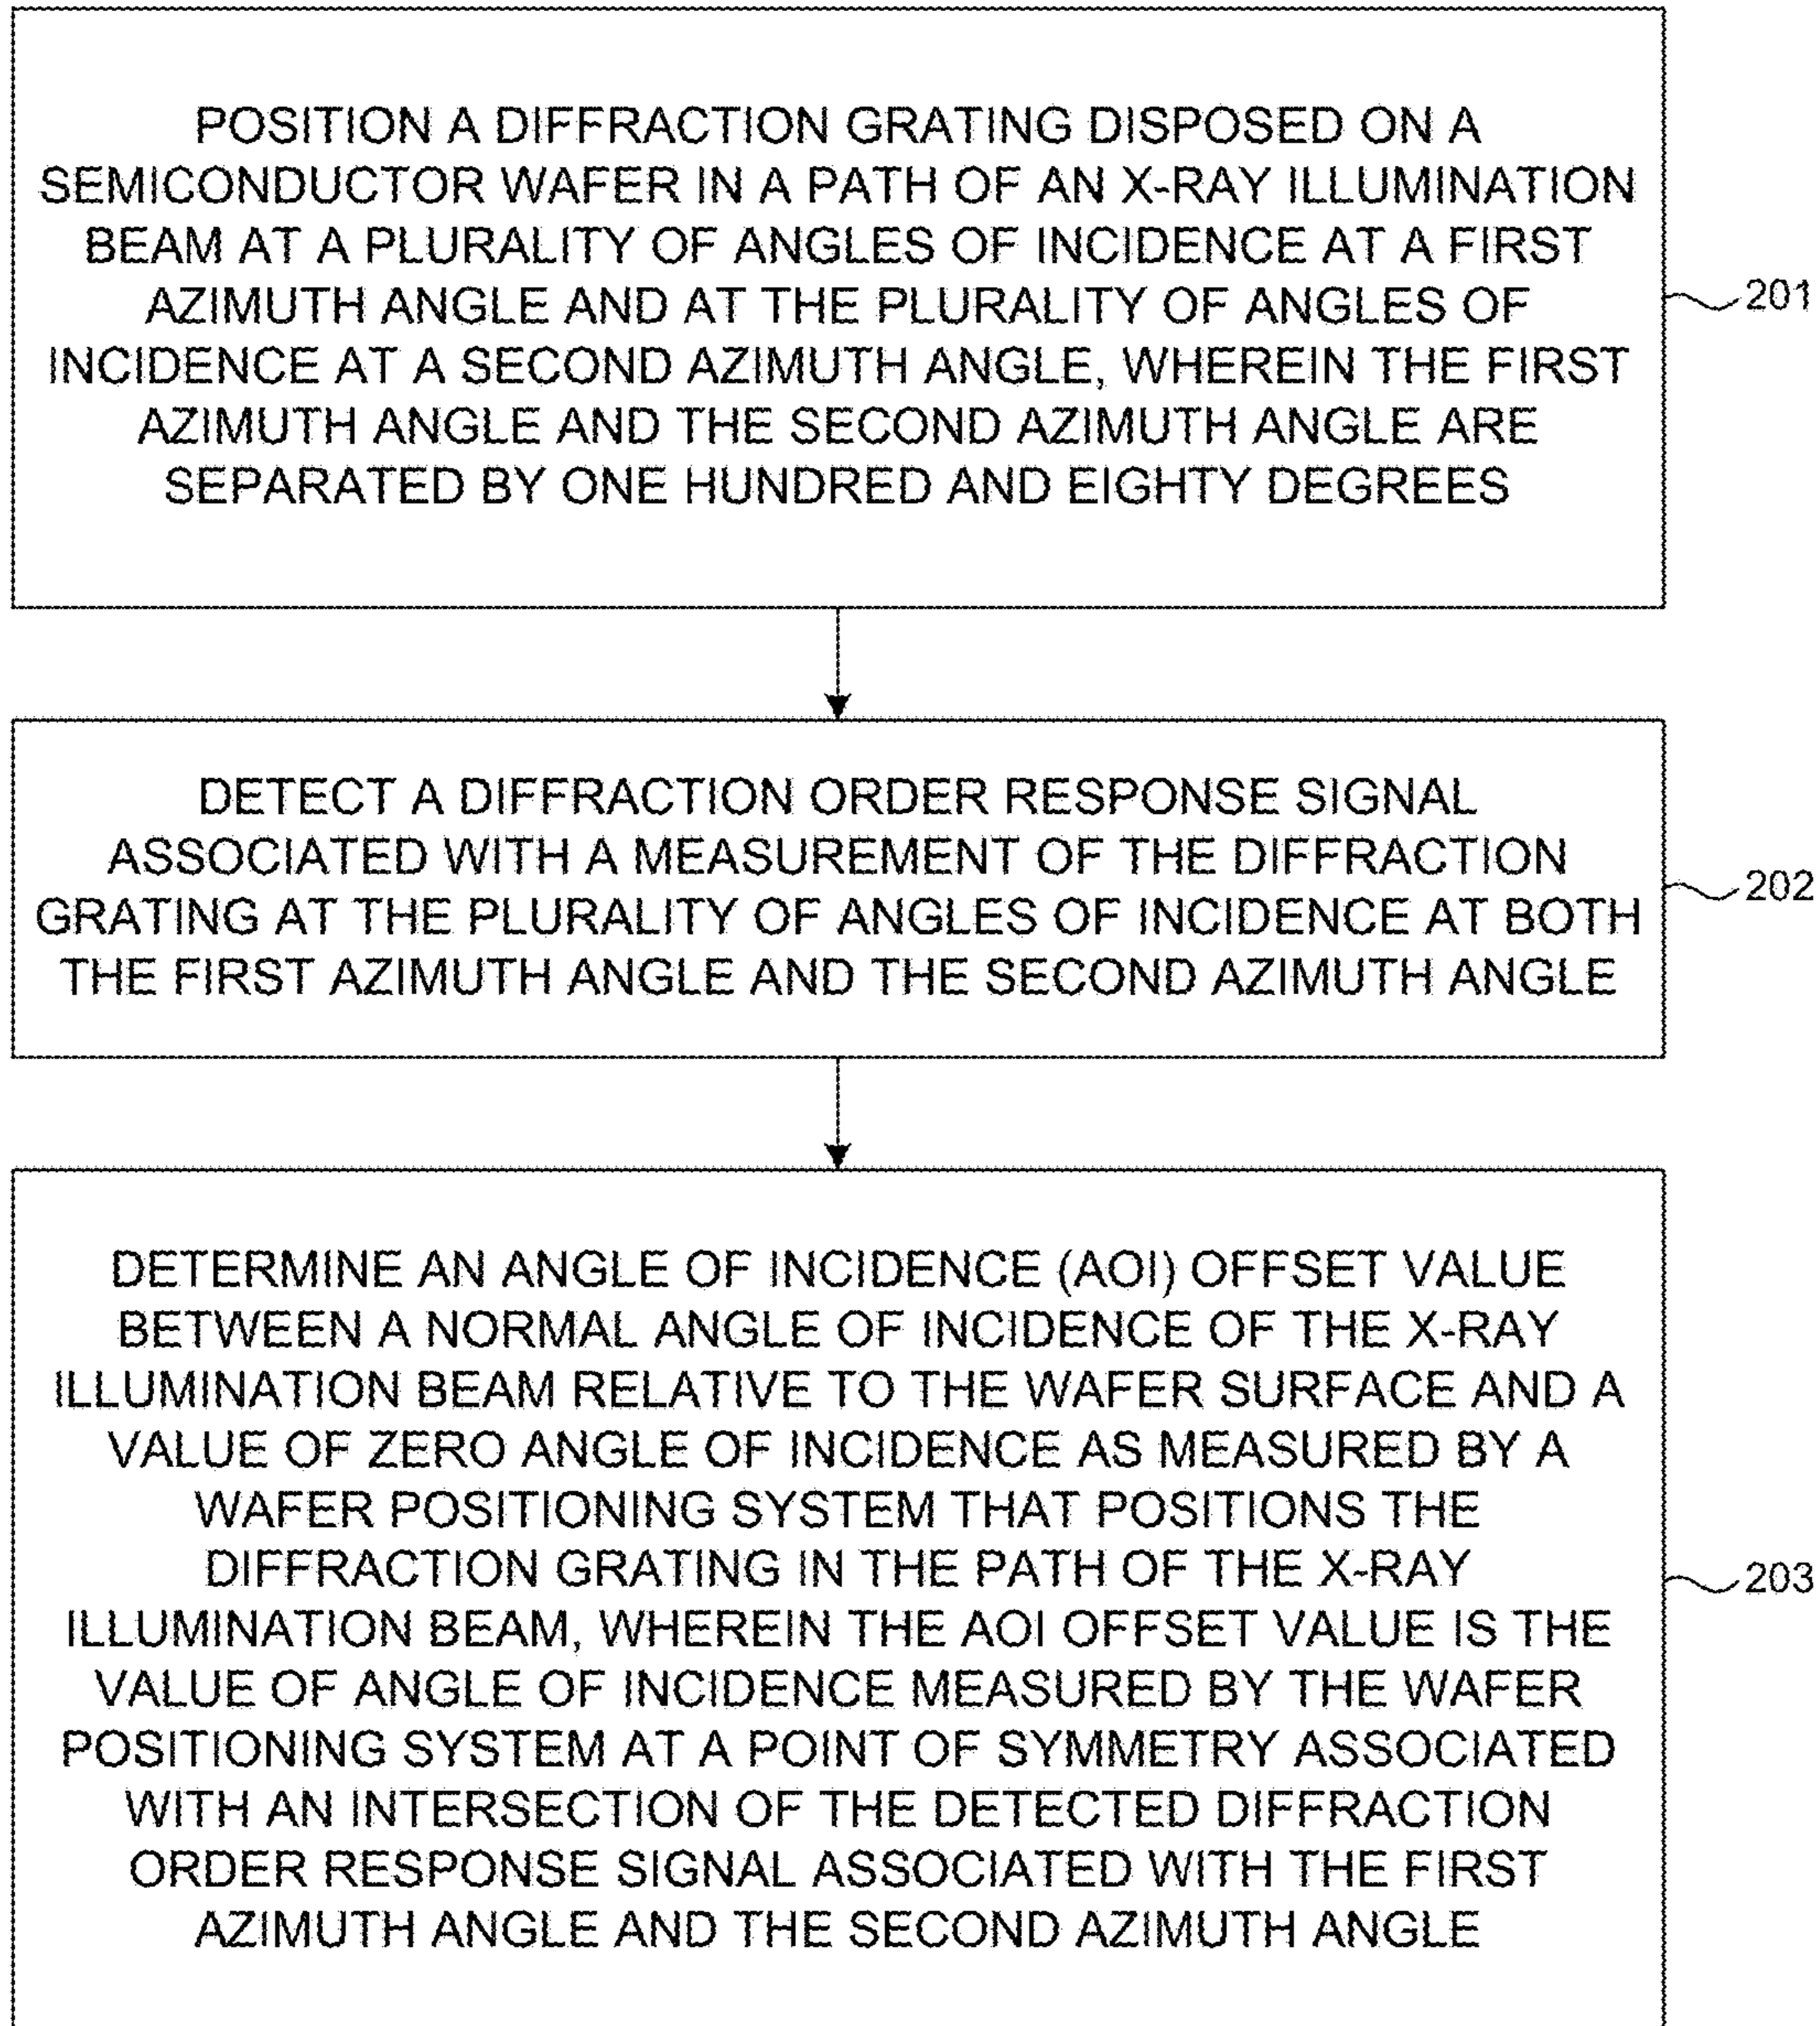 POSITION A DIFFRACTION GRATING DISPOSED ON A
SEMICONDUCTOR WAFER IN A PATH OF AN X-RAY ILLUMINATION
BEAM AT A PLURALITY OF ANGLES OF INCIDENCE AT A FIRST
AZIMUTH ANGLE AND AT THE PLURALITY OF ANGLES OF
INCIDENCE AT A SECOND AZIMUTH ANGLE, WHEREIN THE FIRST
AZIMUTH ANGLE AND THE SECOND AZIMUTH ANGLE ARE
SEPARATED BY ONE HUNDRED AND EIGHTY DEGREES
201
DETECT A DIFFRACTION ORDER RESPONSE SIGNAL
ASSOCIATED WITH A MEASUREMENT OF THE DIFFRACTION
GRATING AT THE PLURALITY OF ANGLES OF INCIDENCE AT BOTH
THE FIRST AZIMUTH ANGLE AND THE SECOND AZIMUTH ANGLE
202
DETERMINE AN ANGLE OF INCIDENCE (AOI) OFFSET VALUE
BETWEEN A NORMAL ANGLE OF INCIDENCE OF THE X-RAY
ILLUMINATION BEAM RELATIVE TO THE WAFER SURFACE AND A
VALUE OF ZERO ANGLE OF INCIDENCE AS MEASURED BY A
WAFER POSITIONING SYSTEM THAT POSITIONS THE
DIFFRACTION GRATING IN THE PATH OF THE X-RAY
ILLUMINATION BEAM, WHEREIN THE AOI OFFSET VALUE IS THE
VALUE OF ANGLE OF INCIDENCE MEASURED BY THE WAFER
POSITIONING SYSTEM AT A POINT OF SYMMETRY ASSOCIATED
WITH AN INTERSECTION OF THE DETECTED DIFFRACTION
ORDER RESPONSE SIGNAL ASSOCIATED WITH THE FIRST
AZIMUTH ANGLE AND THE SECOND AZIMUTH ANGLE
203